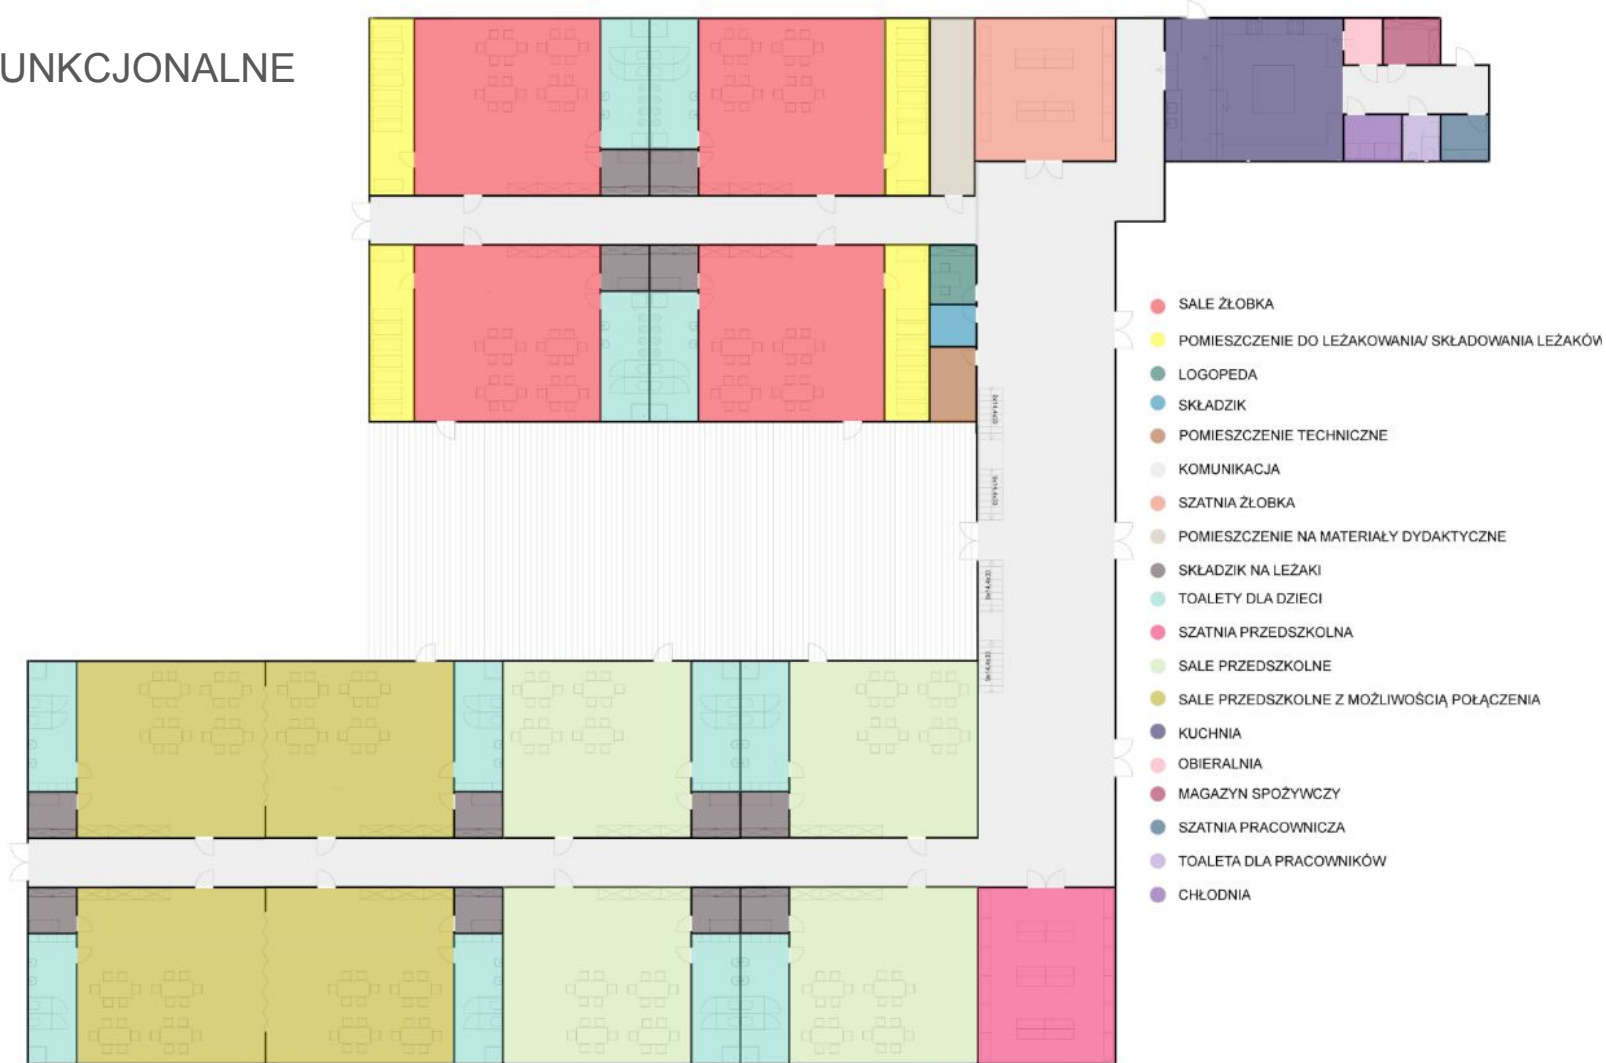 UNKCJONALNE
SALE ŻŁOBKA
POMIESZCZENIE DO LEŻAKOWANIA/ SKŁADOWANIA LEŻAKÓW
LOGOPEDA
SKŁADZIK
POMIESZCZENIE TECHNICZNE
KOMUNIKACJA
SZATNIA ŻŁOBKA
POMIESZCZENIE NA MATERIAŁY DYDAKTYCZNE
SKŁADZIK NA LEŻAKI
TOALETY DLA DZIECI
SZATNIA PRZEDSZKOLNA
SALE PRZEDSZKOLNE
SALE PRZEDSZKOLNE Z MOŻLIWOŚCIĄ POŁĄCZENIA
KUCHNIA
OBIERALNIA
MAGAZYN SPOŻYWCZY
SZATNIA PRACOWNICZA
TOALETA DLA PRACOWNIKÓW
CHŁODNIA